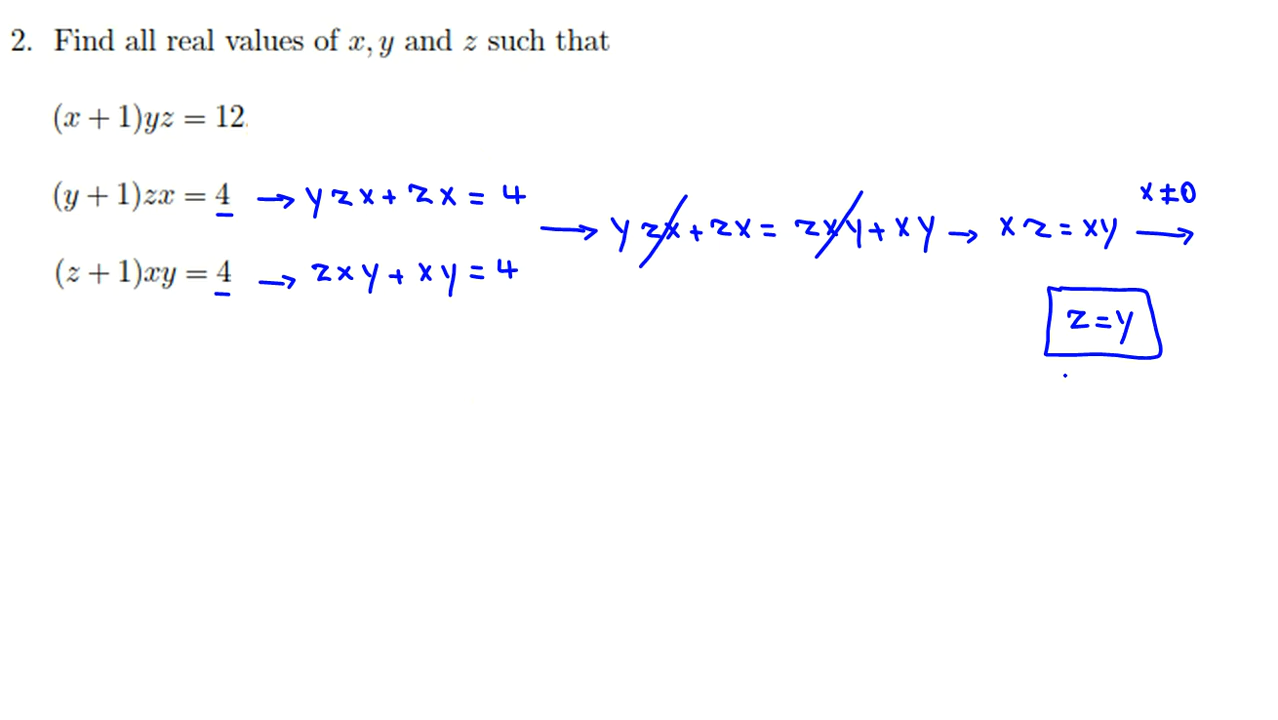 2. Find all real values of x, y and z such that
(x + 1)yz = 12
(y + 1)zx = 4 → yzx + zx = 4
→ yzx + zx = zxy + xy → xz = xy x≠0 →
(z + 1)xy = 4 → zxy + xy = 4
z = y